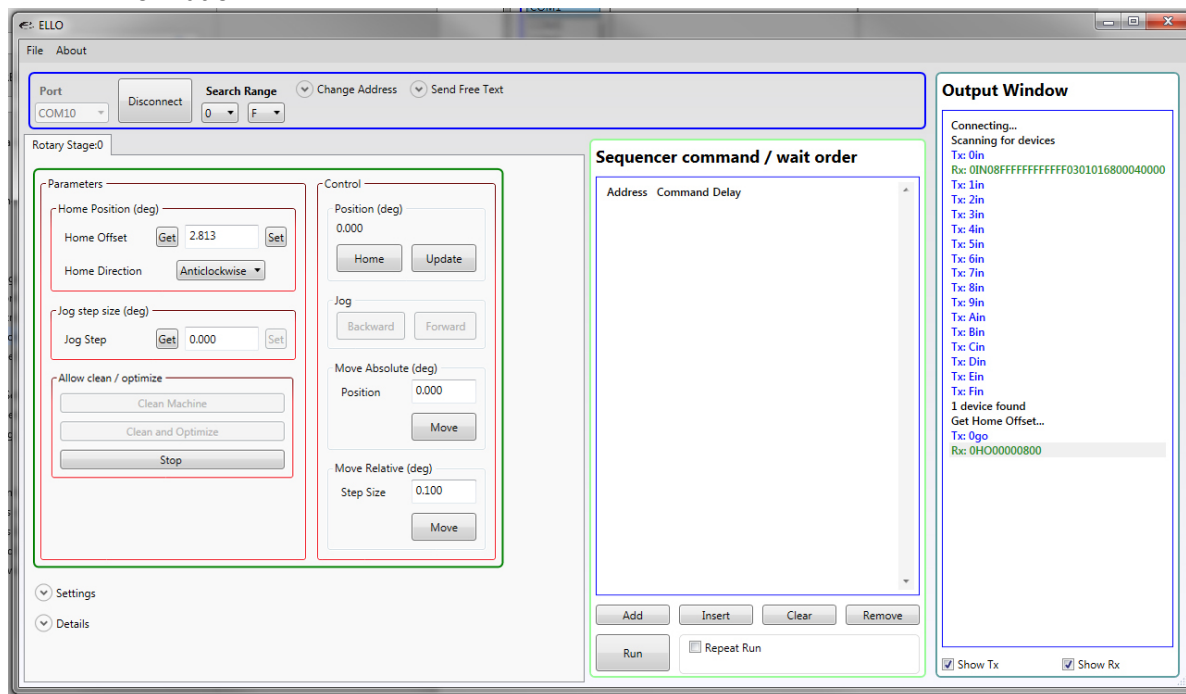 COM1
ELLO
File About
Port
COM10
Disconnect
Search Range
0 F
Change Address
Send Free Text
Rotary Stage:0
Parameters
Home Position (deg)
Home Offset Get 2.813 Set
Home Direction Anticlockwise
Jog step size (deg)
Jog Step Get 0.000 Set
Allow clean / optimize
Clean Machine
Clean and Optimize
Stop
Control
Position (deg)
0.000
Home Update
Jog
Backward Forward
Move Absolute (deg)
Position 0.000
Move
Move Relative (deg)
Step Size 0.100
Move
Settings
Details
Sequencer command / wait order
Address Command Delay
Add Insert Clear Remove
Run
Repeat Run
Output Window
Connecting...
Scanning for devices
Tx: 0in
Rx: 0IN08FFFFFFFFFFFF0301016800040000
Tx: 1in
Tx: 2in
Tx: 3in
Tx: 4in
Tx: 5in
Tx: 6in
Tx: 7in
Tx: 8in
Tx: 9in
Tx: Ain
Tx: Bin
Tx: Cin
Tx: Din
Tx: Ein
Tx: Fin
1 device found
Get Home Offset...
Tx: 0go
Rx: 0HO00000800
Show Tx Show Rx